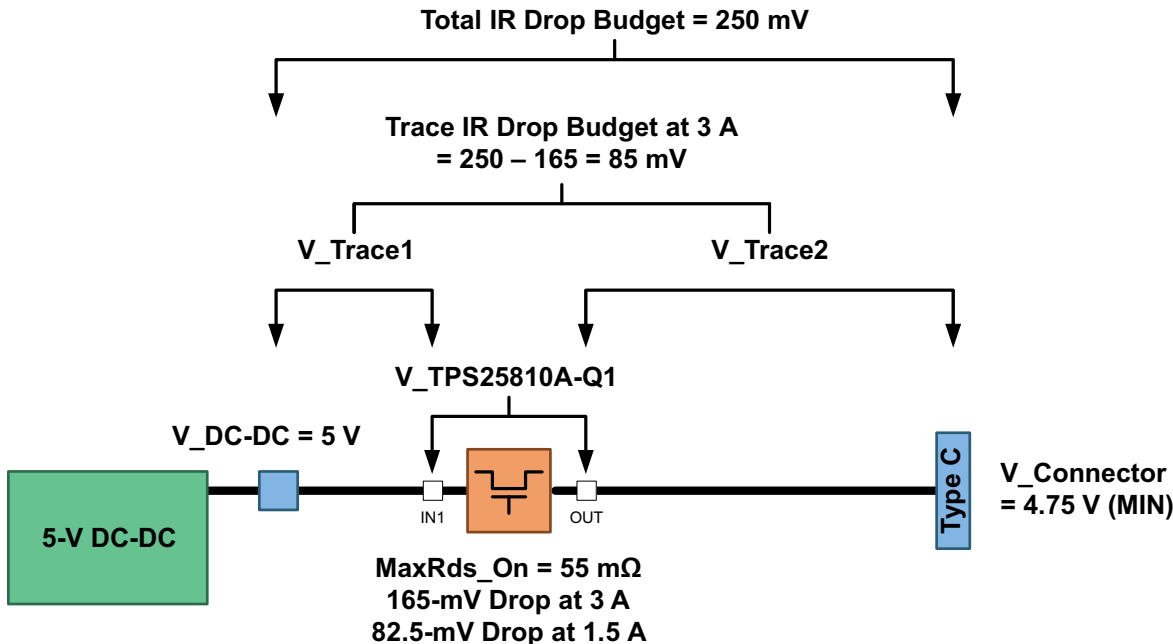 Total IR Drop Budget = 250 mV
Trace IR Drop Budget at 3 A
= 250 – 165 = 85 mV
V_Trace1
V_Trace2
V_TPS25810A-Q1
V_DC-DC = 5 V
5-V DC-DC
IN1
OUT
Type C
V_Connector
= 4.75 V (MIN)
MaxRds_On = 55 mΩ
165-mV Drop at 3 A
82.5-mV Drop at 1.5 A